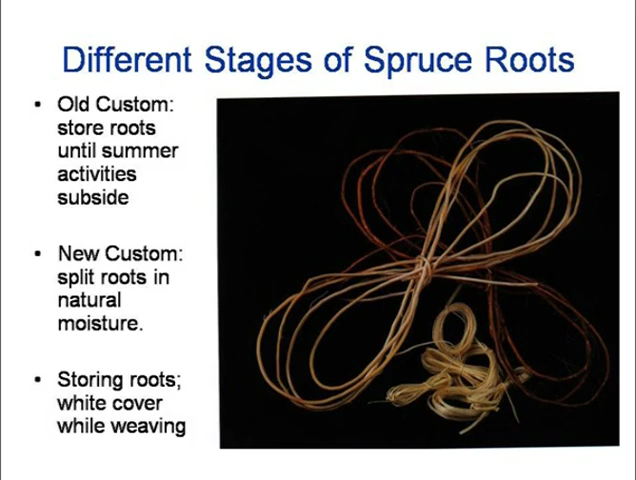 Different Stages of Spruce Roots
• Old Custom:
store roots
until summer
activities
subside
• New Custom:
split roots in
natural
moisture.
• Storing roots;
white cover
while weaving